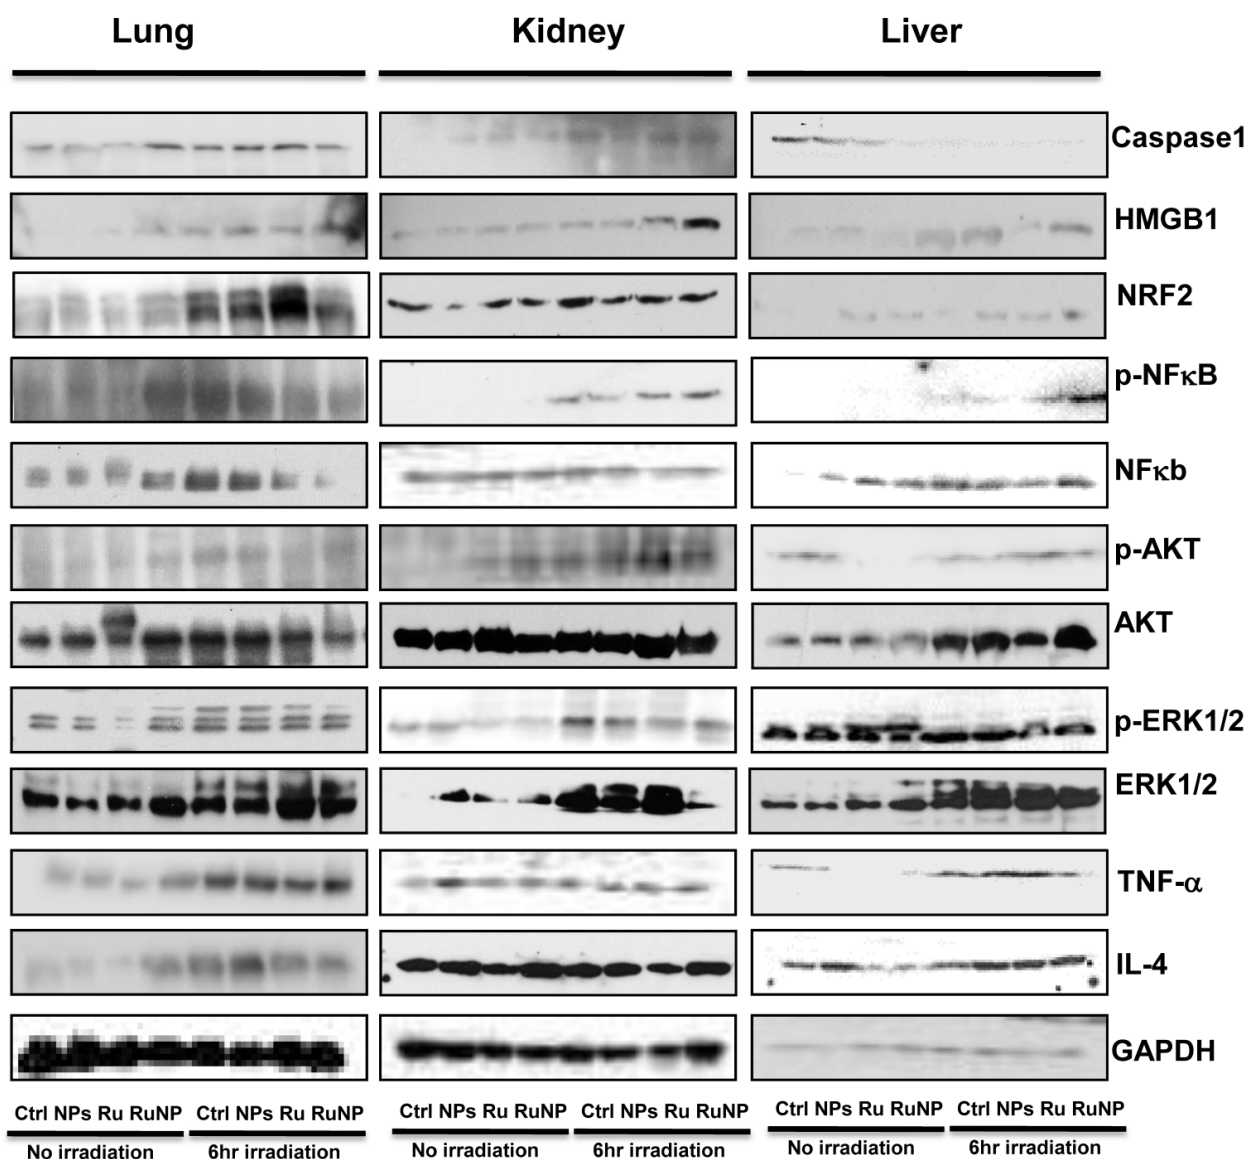 Lung Kidney Liver
Caspase1
HMGB1
NRF2
p-NFκB
NFκb
p-AKT
AKT
p-ERK1/2
ERK1/2
TNF-α
IL-4
GAPDH
Ctrl NPs Ru RuNP Ctrl NPs Ru RuNP Ctrl NPs Ru RuNP Ctrl NPs Ru RuNP Ctrl NPs Ru RuNP Ctrl NPs Ru RuNP
No irradiation 6hr irradiation No irradiation 6hr irradiation No irradiation 6hr irradiation